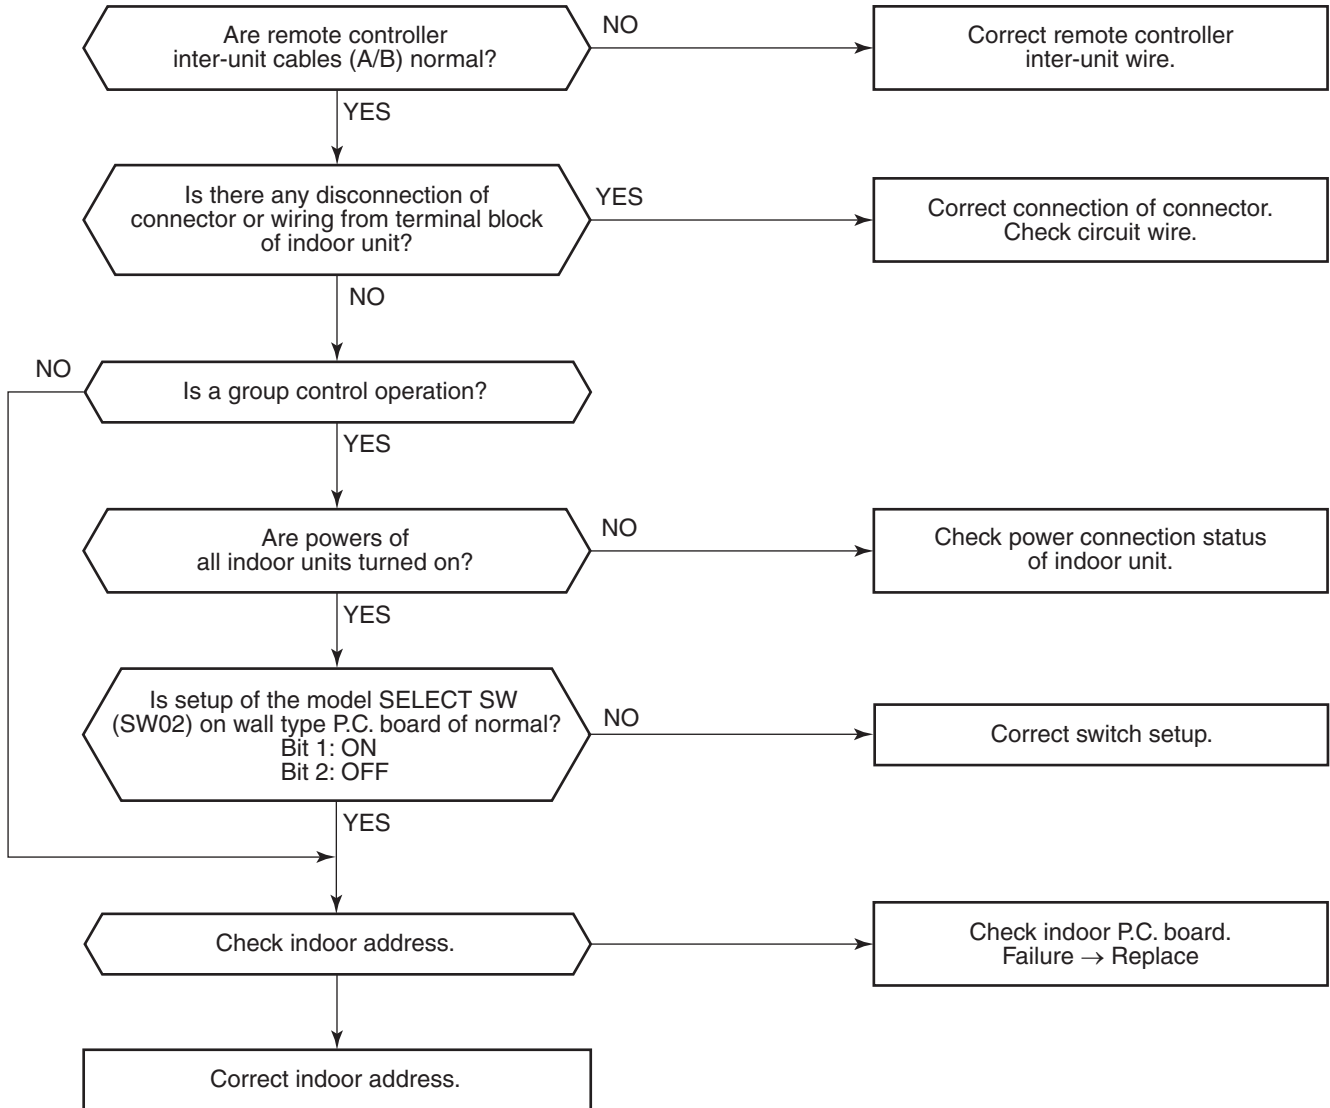 Are remote controller
inter-unit cables (A/B) normal?
NO
Correct remote controller
inter-unit wire.
YES
Is there any disconnection of
connector or wiring from terminal block
of indoor unit?
YES
Correct connection of connector.
Check circuit wire.
NO
NO
Is a group control operation?
YES
Are powers of
all indoor units turned on?
NO
Check power connection status
of indoor unit.
YES
Is setup of the model SELECT SW
(SW02) on wall type P.C. board of normal?
Bit 1: ON
Bit 2: OFF
NO
Correct switch setup.
YES
Check indoor address.
Check indoor P.C. board.
Failure → Replace
Correct indoor address.